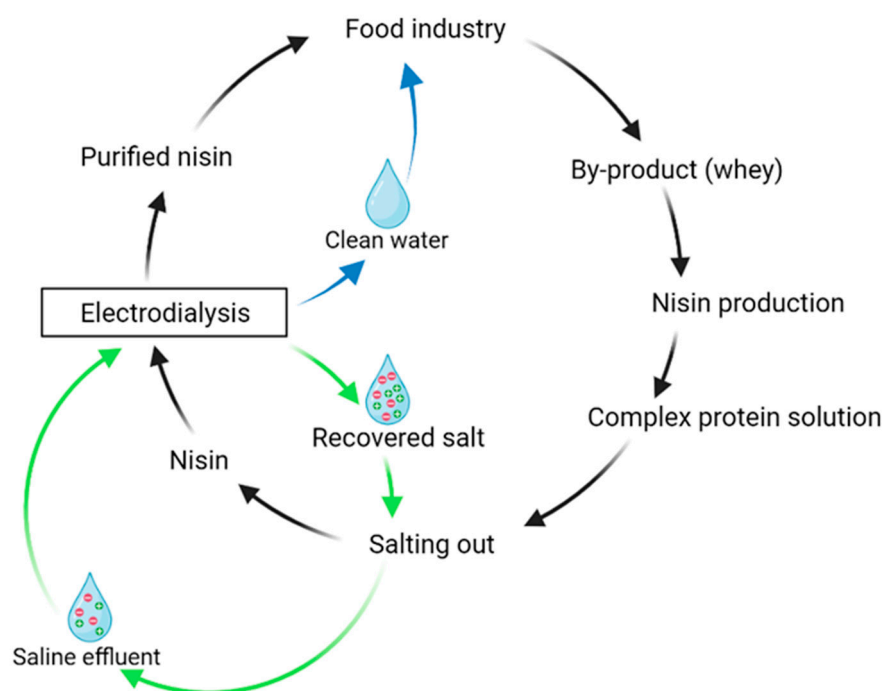 Food industry
Purified nisin
By-product (whey)
Clean water
Electrodialysis
Nisin production
Complex protein solution
Recovered salt
Nisin
Salting out
Saline effluent